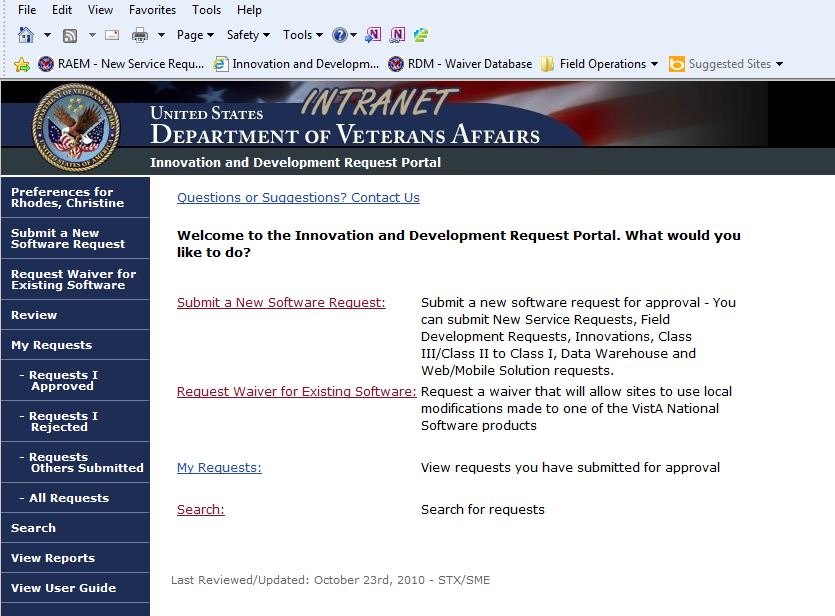 File Edit View Favorites Tools Help
Page Safety Tools
RAEM - New Service Requ... Innovation and Developm... RDM - Waiver Database Field Operations Suggested Sites
INTRANET
UNITED STATES
DEPARTMENT OF VETERANS AFFAIRS
Innovation and Development Request Portal
Preferences for
Rhodes, Christine
Submit a New
Software Request
Request Waiver for
Existing Software
Review
My Requests
- Requests I
Approved
- Requests I
Rejected
- Requests
Others Submitted
- All Requests
Search
View Reports
View User Guide
Questions or Suggestions? Contact Us
Welcome to the Innovation and Development Request Portal. What would you
like to do?
Submit a New Software Request: Submit a new software request for approval - You
can submit New Service Requests, Field
Development Requests, Innovations, Class
III/Class II to Class I, Data Warehouse and
Web/Mobile Solution requests.
Request Waiver for Existing Software: Request a waiver that will allow sites to use local
modifications made to one of the VistA National
Software products
My Requests: View requests you have submitted for approval
Search: Search for requests
Last Reviewed/Updated: October 23rd, 2010 - STX/SME